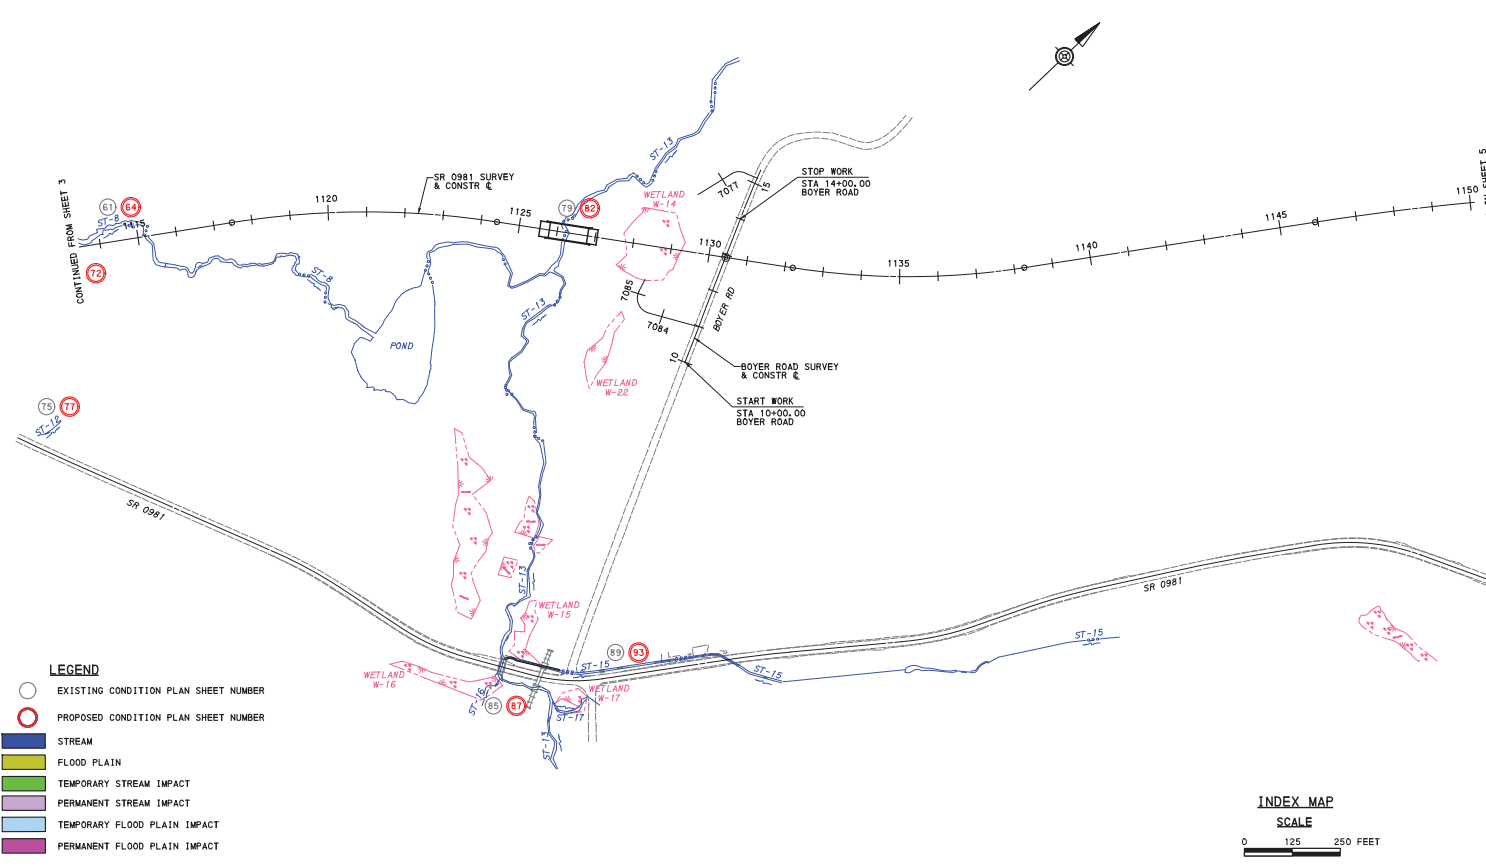 CONTINUED FROM SHEET 3
61
64
ST-8
1115
72
1120
SR 0981 SURVEY
& CONSTR ℄
1125
79
82
ST-13
WETLAND
W-14
7077
15
STOP WORK
STA 14+00.00
BOYER ROAD
1130
1135
1140
1145
1150
SHEET 5
ST-8
POND
ST-13
7085
7084
BOYER RD
10
BOYER ROAD SURVEY
& CONSTR ℄
START WORK
STA 10+00.00
BOYER ROAD
WETLAND
W-22
75
77
ST-12
SR 0981
ST-13
WETLAND
W-15
89
93
ST-15
ST-15
ST-15
SR 0981
WETLAND
W-16
ST-16
85
87
WETLAND
W-17
ST-17
ST-13
LEGEND
EXISTING CONDITION PLAN SHEET NUMBER
PROPOSED CONDITION PLAN SHEET NUMBER
STREAM
FLOOD PLAIN
TEMPORARY STREAM IMPACT
PERMANENT STREAM IMPACT
TEMPORARY FLOOD PLAIN IMPACT
PERMANENT FLOOD PLAIN IMPACT
INDEX MAP
SCALE
0 125 250 FEET